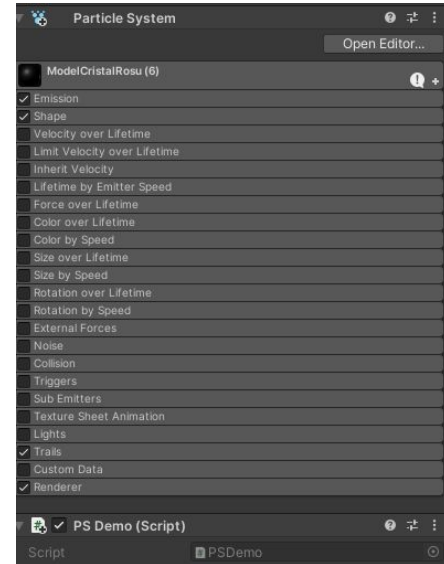 Particle System
Open Editor...
ModelCristalRosu (6)
Emission
Shape
Velocity over Lifetime
Limit Velocity over Lifetime
Inherit Velocity
Lifetime by Emitter Speed
Force over Lifetime
Color over Lifetime
Color by Speed
Size over Lifetime
Size by Speed
Rotation over Lifetime
Rotation by Speed
External Forces
Noise
Collision
Triggers
Sub Emitters
Texture Sheet Animation
Lights
Trails
Custom Data
Renderer
PS Demo (Script)
Script PSDemo